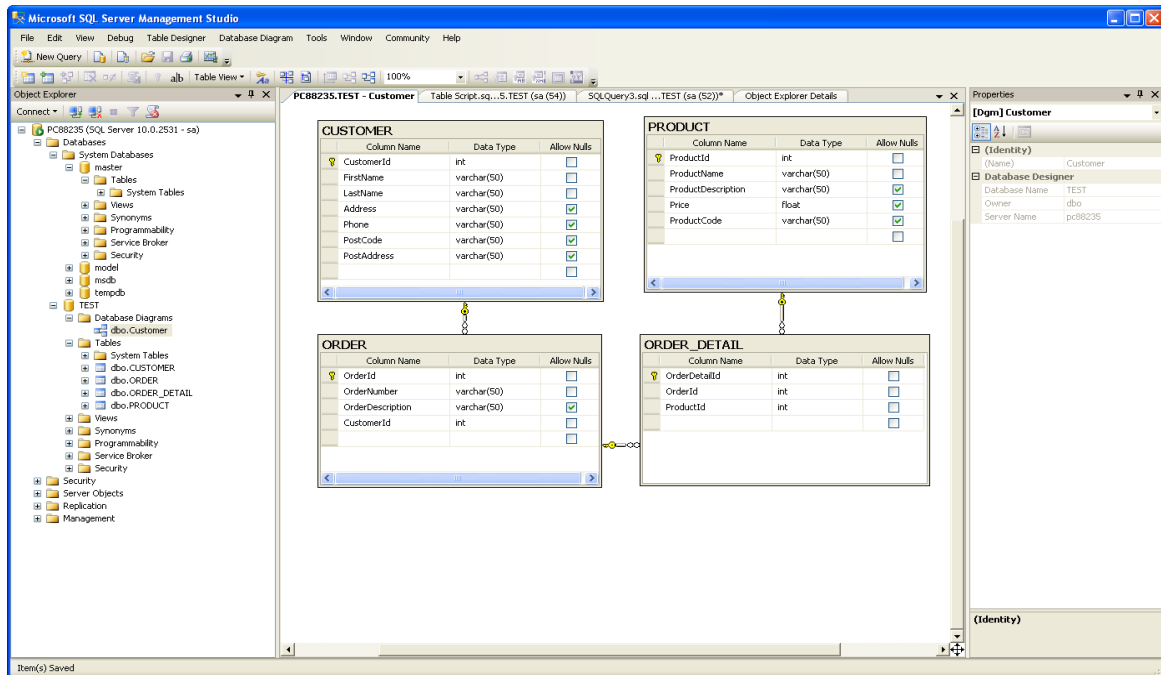 Microsoft SQL Server Management Studio
File Edit View Debug Table Designer Database Diagram Tools Window Community Help
New Query
alb Table View 100%
Object Explorer
Connect
PC88235 (SQL Server 10.0.2531 - sa)
Databases
System Databases
master
Tables
System Tables
Views
Synonyms
Programmability
Service Broker
Security
model
msdb
tempdb
TEST
Database Diagrams
dbo.Customer
Tables
System Tables
dbo.CUSTOMER
dbo.ORDER
dbo.ORDER_DETAIL
dbo.PRODUCT
Views
Synonyms
Programmability
Service Broker
Security
Security
Server Objects
Replication
Management
PC88235.TEST - Customer Table Script.sq...5.TEST (sa (54)) SQLQuery3.sql ...TEST (sa (52))* Object Explorer Details
CUSTOMER
Column Name Data Type Allow Nulls
CustomerId int
FirstName varchar(50)
LastName varchar(50)
Address varchar(50)
Phone varchar(50)
PostCode varchar(50)
PostAddress varchar(50)
PRODUCT
Column Name Data Type Allow Nulls
ProductId int
ProductName varchar(50)
ProductDescription varchar(50)
Price float
ProductCode varchar(50)
ORDER
Column Name Data Type Allow Nulls
OrderId int
OrderNumber varchar(50)
OrderDescription varchar(50)
CustomerId int
ORDER_DETAIL
Column Name Data Type Allow Nulls
OrderDetailId int
OrderId int
ProductId int
Properties
[Dgm] Customer
(Identity)
(Name) Customer
Database Designer
Database Name TEST
Owner dbo
Server Name pc88235
(Identity)
Item(s) Saved